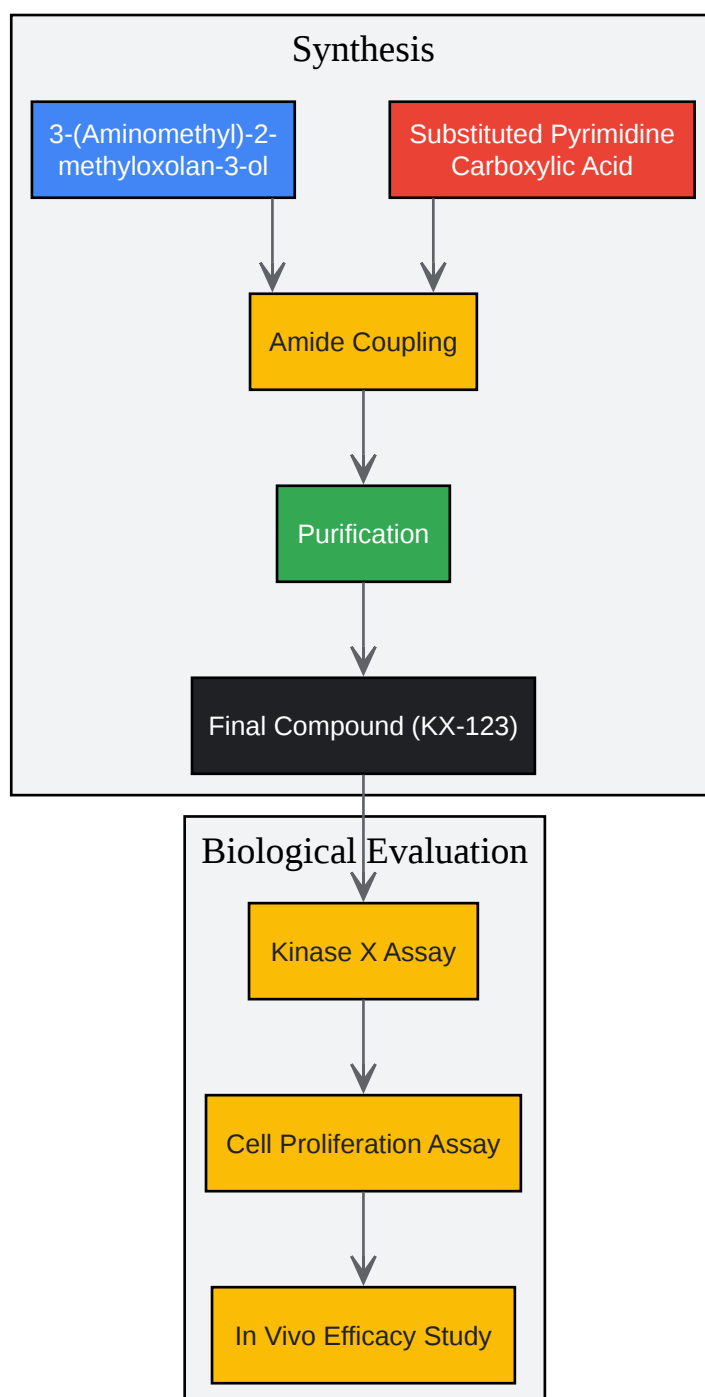 Synthesis
3-(Aminomethyl)-2-
methyloxolan-3-ol
Substituted Pyrimidine
Carboxylic Acid
Amide Coupling
Purification
Final Compound (KX-123)
Biological Evaluation
Kinase X Assay
Cell Proliferation Assay
In Vivo Efficacy Study